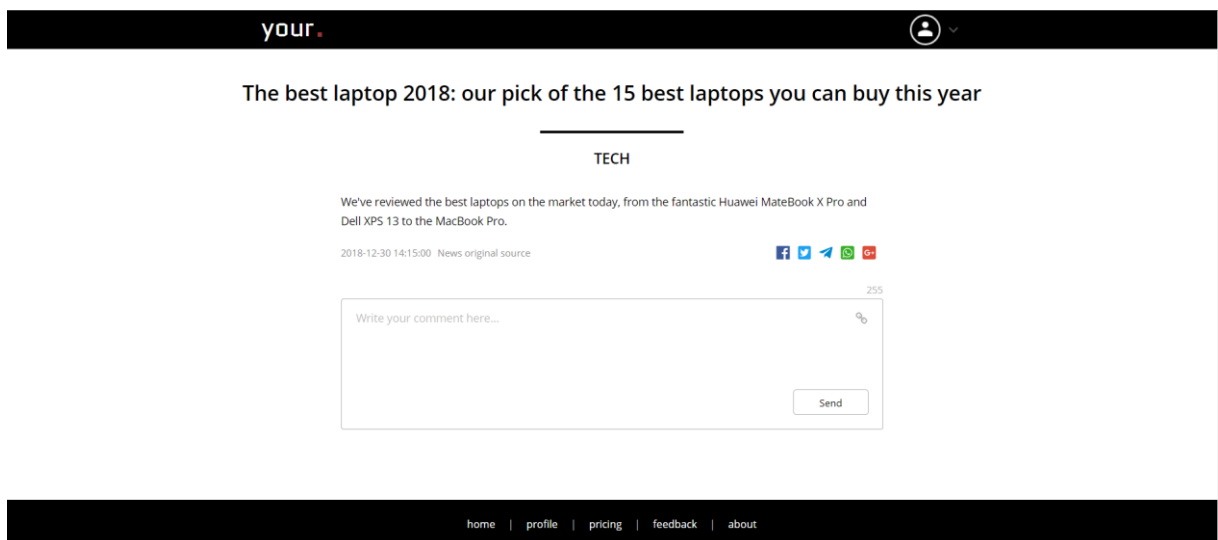 your.
The best laptop 2018: our pick of the 15 best laptops you can buy this year
TECH
We've reviewed the best laptops on the market today, from the fantastic Huawei MateBook X Pro and
Dell XPS 13 to the MacBook Pro.
2018-12-30 14:15:00 News original source
f G+
255
Write your comment here...
Send
home | profile | pricing | feedback | about